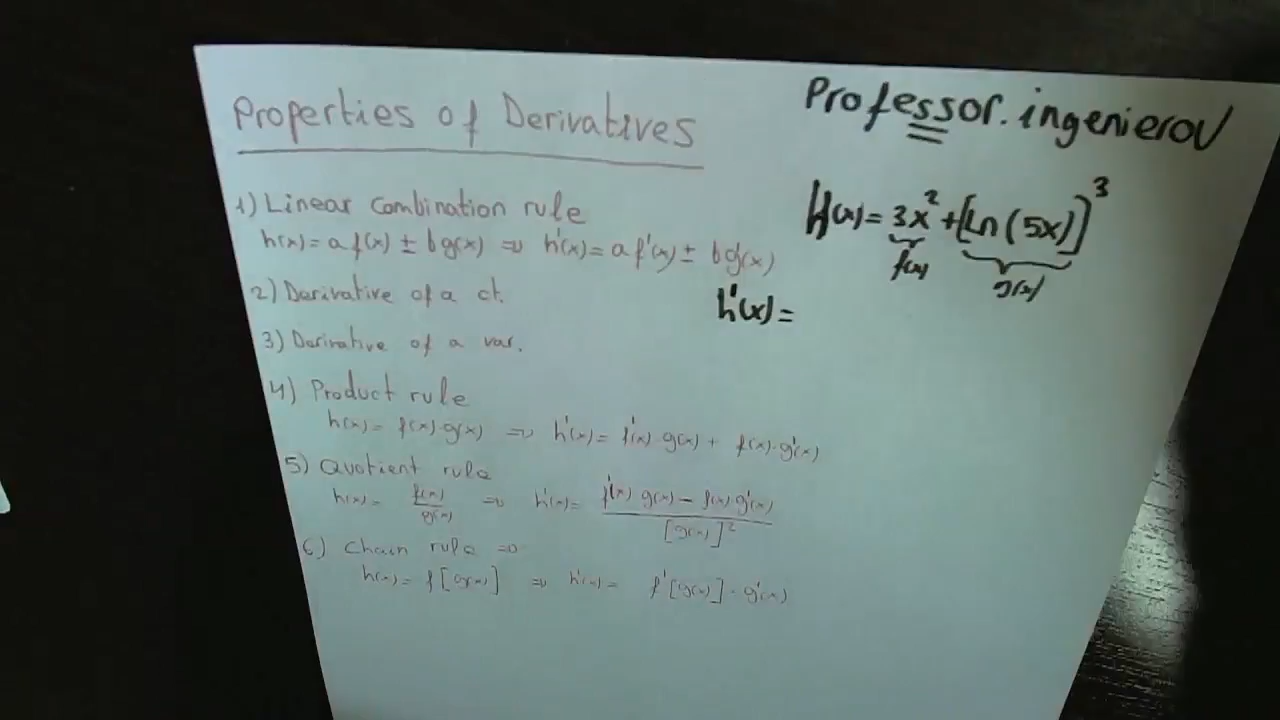 Properties of Derivatives
Professor.ingenieroV
1) Linear Combination rule
h(x) = a f(x) ± b g(x) ⇒ h'(x) = a f'(x) ± b g'(x)
2) Derivative of a ct.
3) Derivative of a var.
4) Product rule
h(x) = f(x)·g(x) ⇒ h'(x) = f'(x)·g(x) + f(x)·g'(x)
5) Quotient rule
h(x) = f(x)/g(x) ⇒ h'(x) = f'(x) g(x) – f(x) g'(x) / [g(x)]²
6) Chain rule ⇒
h(x) = f[g(x)] ⇒ h'(x) = f'[g(x)] · g'(x)
H(x) = 3x² + [Ln(5x)]³
f(x) g(x)
h'(x) =